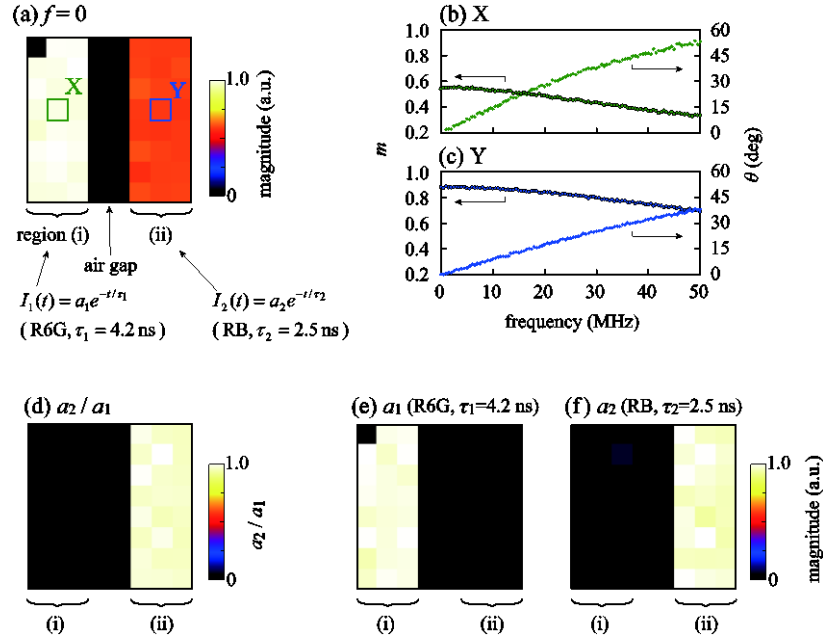 (a) f = 0
X
Y
1.0
0
magnitude (a.u.)
region (i)
(ii)
air gap
I₁(t) = a₁e^{-t/τ₁}
( R6G, τ₁ = 4.2 ns )
I₂(t) = a₂e^{-t/τ₂}
( RB, τ₂ = 2.5 ns )
(b) X
1.0
0.8
0.6
0.4
0.2
60
45
30
15
0
(c) Y
1.0
0.8
0.6
0.4
0.2
60
45
30
15
0
m
θ (deg)
0 10 20 30 40 50
frequency (MHz)
(d) a₂ / a₁
1.0
0
a₂ / a₁
(i)
(ii)
(e) a₁ (R6G, τ₁=4.2 ns)
(i)
(ii)
(f) a₂ (RB, τ₂=2.5 ns)
1.0
0
magnitude (a.u.)
(i)
(ii)